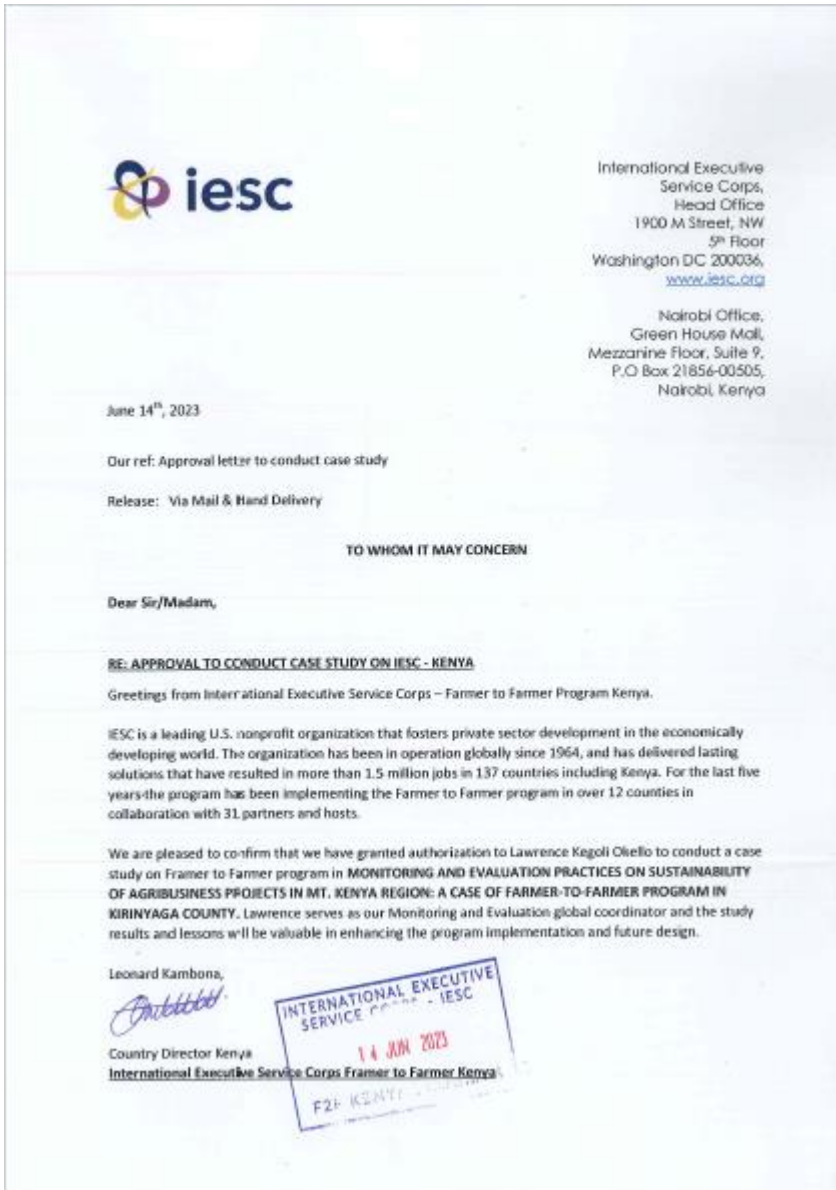 iesc
International Executive
Service Corps,
Head Office
1900 M Street, NW
5th Floor
Washington DC 200036,
www.iesc.org
Nairobi Office,
Green House Mall,
Mezzanine Floor, Suite 9,
P.O Box 21856-00505,
Nairobi, Kenya
June 14th, 2023
Our ref: Approval letter to conduct case study
Release: Via Mail & Hand Delivery
TO WHOM IT MAY CONCERN
Dear Sir/Madam,
RE: APPROVAL TO CONDUCT CASE STUDY ON IESC - KENYA
Greetings from International Executive Service Corps – Farmer to Farmer Program Kenya.
IESC is a leading U.S. nonprofit organization that fosters private sector development in the economically
developing world. The organization has been in operation globally since 1964, and has delivered lasting
solutions that have resulted in more than 1.5 million jobs in 137 countries including Kenya. For the last five
years the program has been implementing the Farmer to Farmer program in over 12 counties in
collaboration with 31 partners and hosts.
We are pleased to confirm that we have granted authorization to Lawrence Kegoli Okello to conduct a case
study on Framer to Farmer program in MONITORING AND EVALUATION PRACTICES ON SUSTAINABILITY
OF AGRIBUSINESS PROJECTS IN MT. KENYA REGION: A CASE OF FARMER-TO-FARMER PROGRAM IN
KIRINYAGA COUNTY. Lawrence serves as our Monitoring and Evaluation global coordinator and the study
results and lessons will be valuable in enhancing the program implementation and future design.
Leonard Kambona,
Country Director Kenya
International Executive Service Corps Framer to Farmer Kenya
INTERNATIONAL EXECUTIVE
SERVICE - IESC
14 JUN 2023